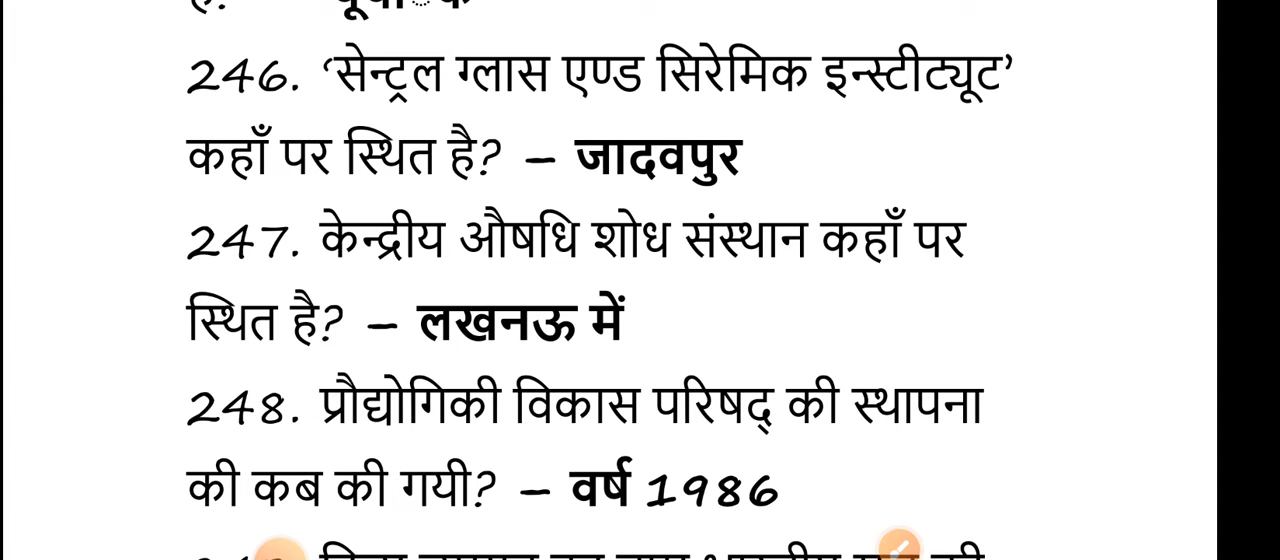 246. ‘सेन्ट्रल ग्लास एण्ड सिरेमिक इन्स्टीट्यूट’
कहाँ पर स्थित है? – जादवपुर
247. केन्द्रीय औषधि शोध संस्थान कहाँ पर
स्थित है? – लखनऊ में
248. प्रौद्योगिकी विकास परिषद् की स्थापना
की कब की गयी? – वर्ष 1986